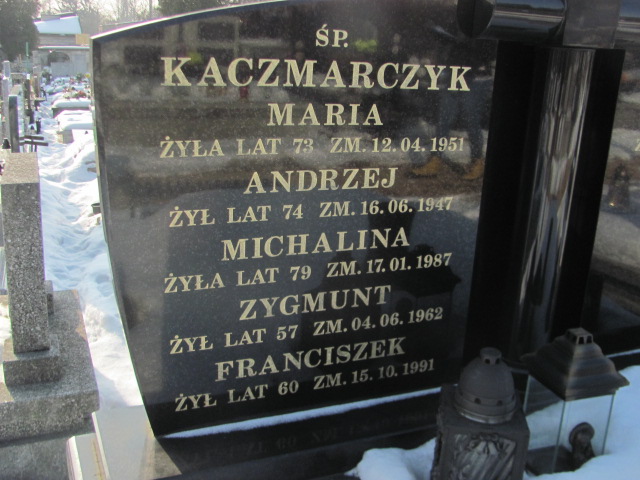 ŚP.
KACZMARCZYK
MARIA
ŻYŁA LAT 73 ZM. 12.04.1951
ANDRZEJ
ŻYŁ LAT 74 ZM. 16.06.1947
MICHALINA
ŻYŁA LAT 79 ZM. 17.01.1987
ZYGMUNT
ŻYŁ LAT 57 ZM. 04.06.1962
FRANCISZEK
ŻYŁ LAT 60 ZM. 15.10.1991